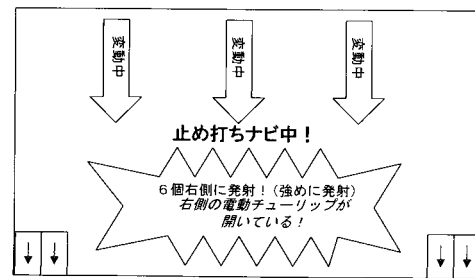 変動中
変動中
変動中
止め打ちナビ中！
6個右側に発射！(強めに発射)
右側の電動チューリップが
開いている！